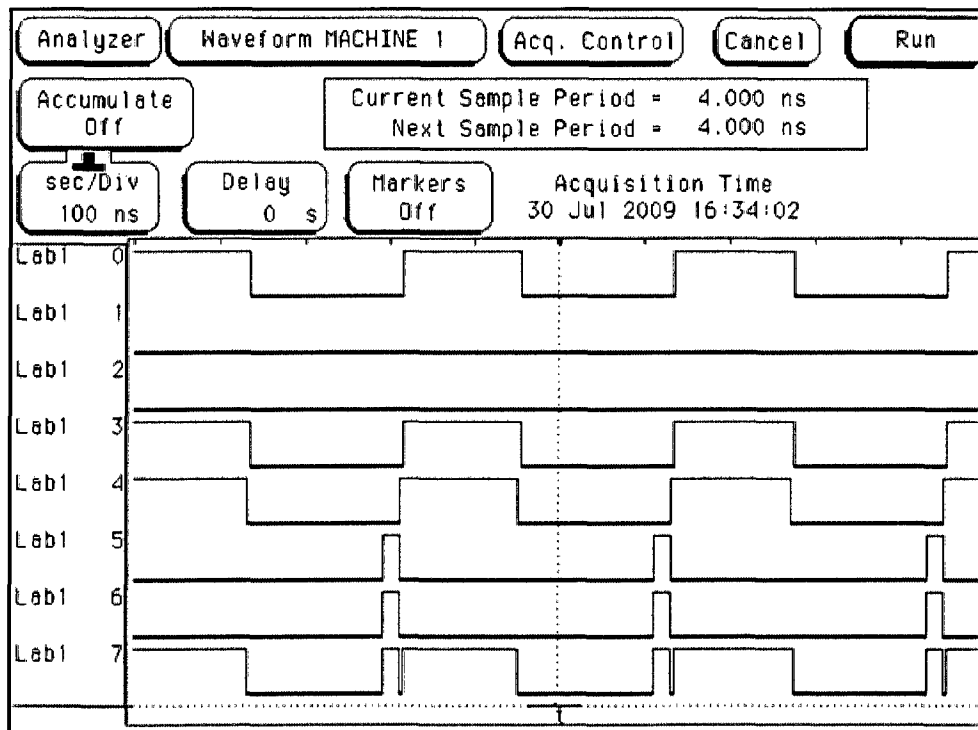 Analyzer Waveform MACHINE 1 Acq. Control Cancel Run
Accumulate
Off
Current Sample Period = 4.000 ns
Next Sample Period = 4.000 ns
sec/Div
100 ns
Delay
0 s
Markers
Off
Acquisition Time
30 Jul 2009 16:34:02
Lab1 0
Lab1 1
Lab1 2
Lab1 3
Lab1 4
Lab1 5
Lab1 6
Lab1 7